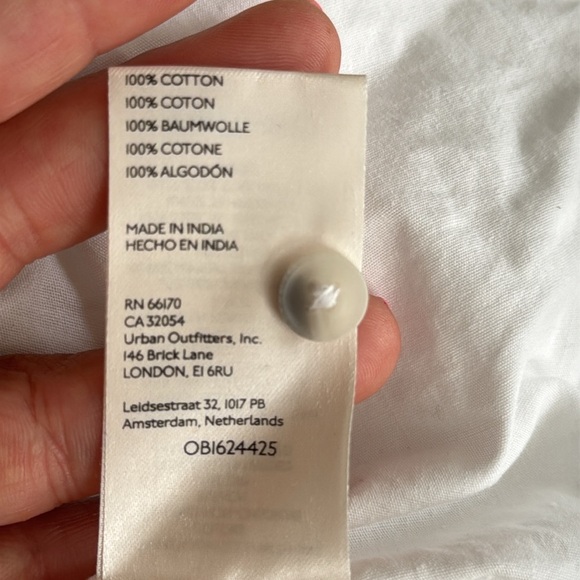 100% COTTON
100% COTON
100% BAUMWOLLE
100% COTONE
100% ALGODÓN
MADE IN INDIA
HECHO EN INDIA
RN 66170
CA 32054
Urban Outfitters, Inc.
146 Brick Lane
LONDON, E1 6RU
Leidsestraat 32, 1017 PB
Amsterdam, Netherlands
OB1624425